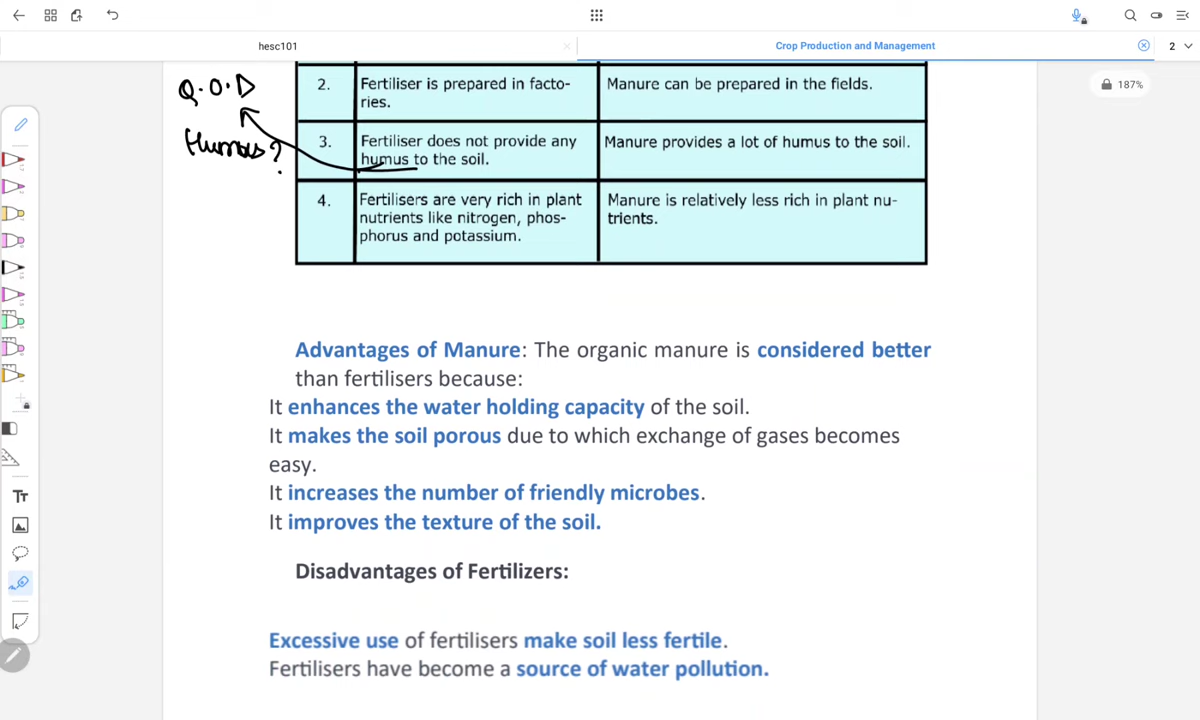 hesc101
Crop Production and Management
2
187%
Q.O.D
Humus?
2.
Fertiliser is prepared in facto-
ries.
Manure can be prepared in the fields.
3.
Fertiliser does not provide any
humus to the soil.
Manure provides a lot of humus to the soil.
4.
Fertilisers are very rich in plant
nutrients like nitrogen, phos-
phorus and potassium.
Manure is relatively less rich in plant nu-
trients.
Advantages of Manure: The organic manure is considered better
than fertilisers because:
It enhances the water holding capacity of the soil.
It makes the soil porous due to which exchange of gases becomes
easy.
It increases the number of friendly microbes.
It improves the texture of the soil.
Disadvantages of Fertilizers:
Excessive use of fertilisers make soil less fertile.
Fertilisers have become a source of water pollution.
TT